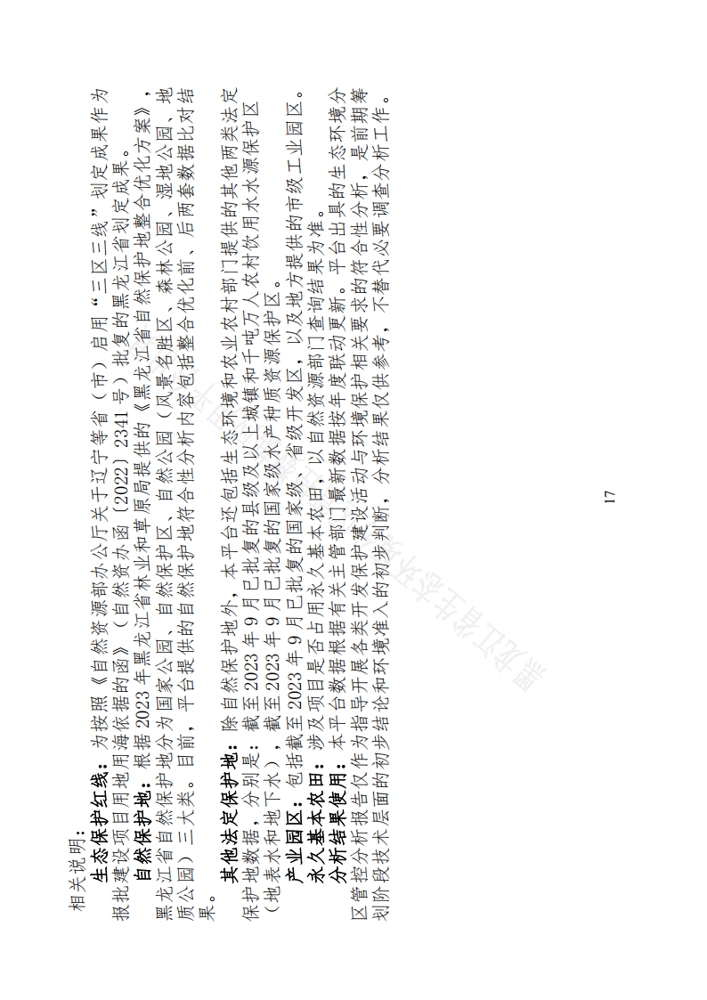 相关说明：
生态保护红线：为按照《自然资源部办公厅关于辽宁等省（市）启用“三区三线”划定成果作为
报批建设项目用地用海依据的函》（自然资办函〔2022〕2341号）批复的黑龙江省划定成果。
自然保护地：根据2023年黑龙江省林业和草原局提供的《黑龙江省自然保护地整合优化方案》，
黑龙江省自然保护地分为国家公园、自然保护区、自然公园（风景名胜区、森林公园、湿地公园、地
质公园）三大类。目前，平台提供的自然保护地符合性分析内容包括整合优化前、后两套数据比对结
果。
其他法定保护地：除自然保护地外，本平台还包括生态环境和农业农村部门提供的其他两类法定
保护地数据，分别是：截至2023年9月已批复的县级及以上城镇和千吨万人农村饮用水水源保护区
（地表水和地下水），截至2023年9月已批复的国家级水产种质资源保护区。
产业园区：包括截至2023年9月已批复的国家级、省级开发区，以及地方提供的市级工业园区。
永久基本农田：涉及项目是否占用永久基本农田，以自然资源部门查询结果为准。
分析结果使用：本平台数据根据有关主管部门最新数据按年度联动更新。平台出具的生态环境分
区管控分析报告仅作为指导开展各类开发保护建设活动与环境保护相关要求的符合性分析，是前期筹
划阶段技术层面的初步结论和环境准入的初步判断，分析结果仅供参考，不替代必要调查分析工作。
17